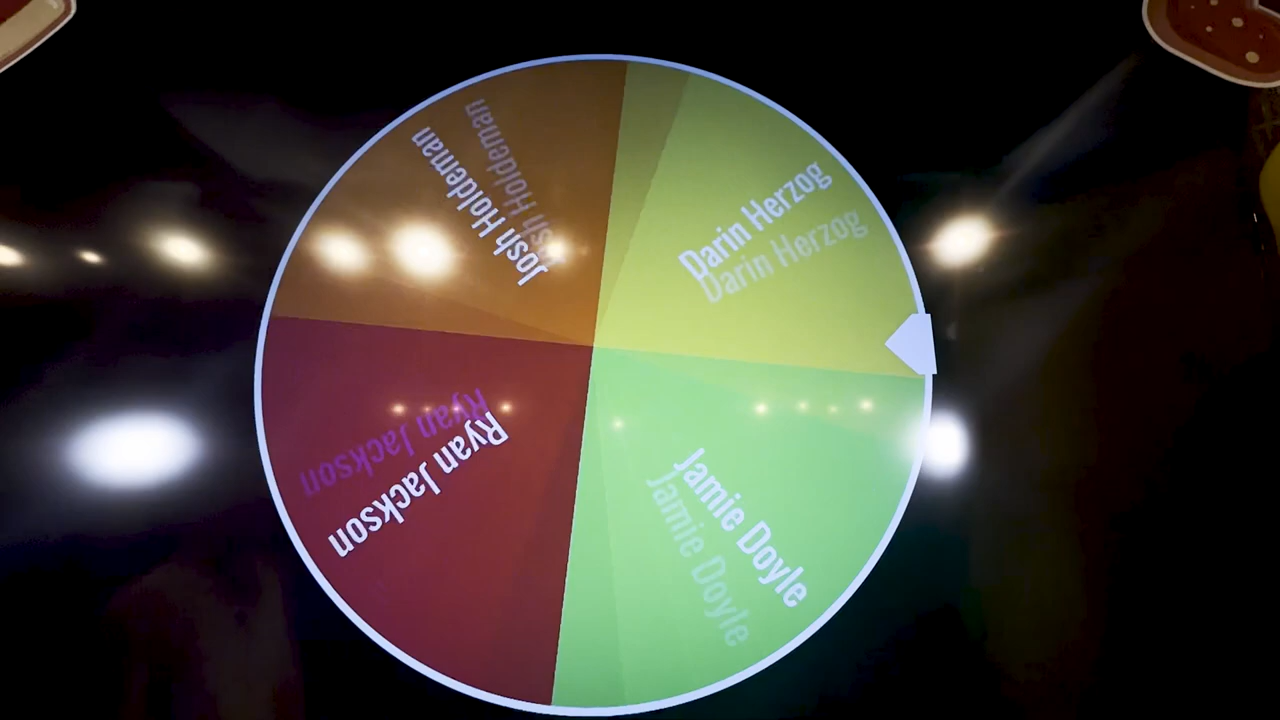 Josh Holdeman
Josh Holdeman
Darin Herzog
Darin Herzog
Ryan Jackson
Ryan Jackson
Jamie Doyle
Jamie Doyle